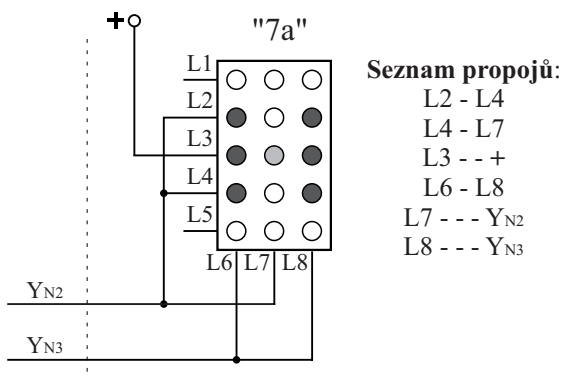 +
"7a"
L1
L2
L3
L4
L5
L6 L7 L8
YN2
YN3
Seznam propojů:
L2 - L4
L4 - L7
L3 - - +
L6 - L8
L7 - - - YN2
L8 - - - YN3